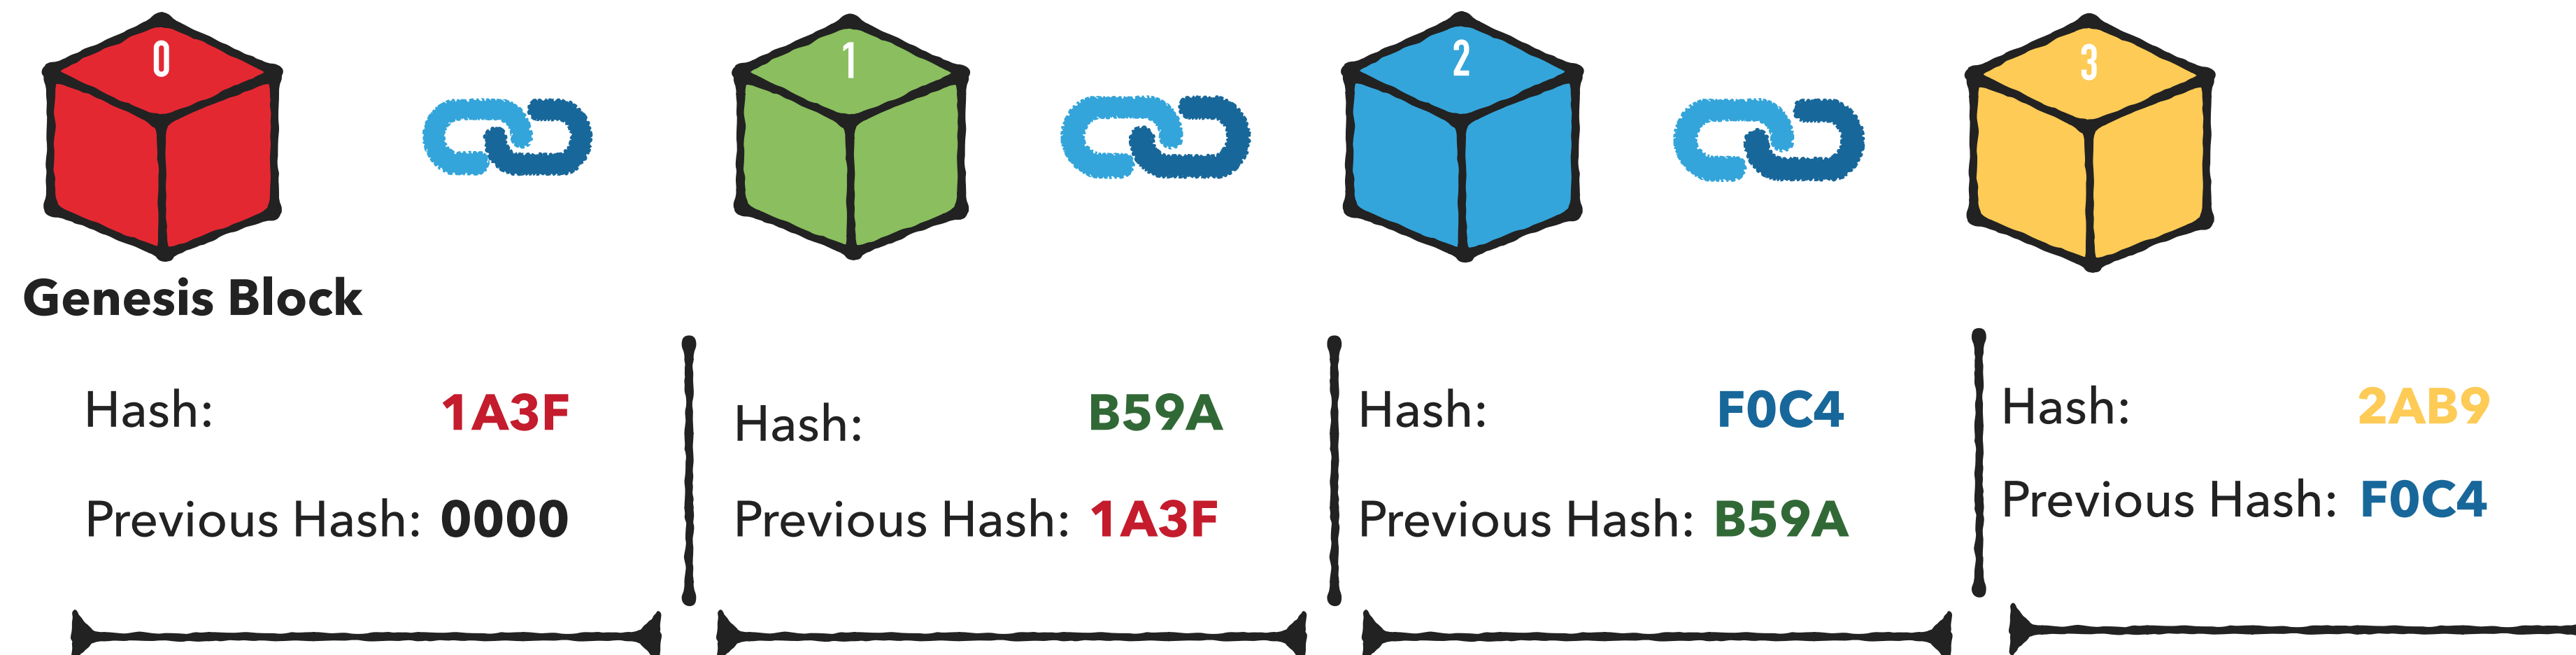 0
1
2
3
Genesis Block
Hash: 1A3F
Previous Hash: 0000
Hash: B59A
Previous Hash: 1A3F
Hash: F0C4
Previous Hash: B59A
Hash: 2AB9
Previous Hash: F0C4